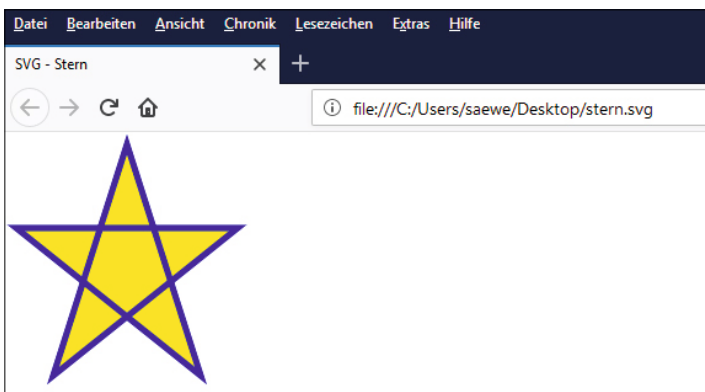 Datei Bearbeiten Ansicht Chronik Lesezeichen Extras Hilfe
SVG - Stern
file:///C:/Users/saewe/Desktop/stern.svg